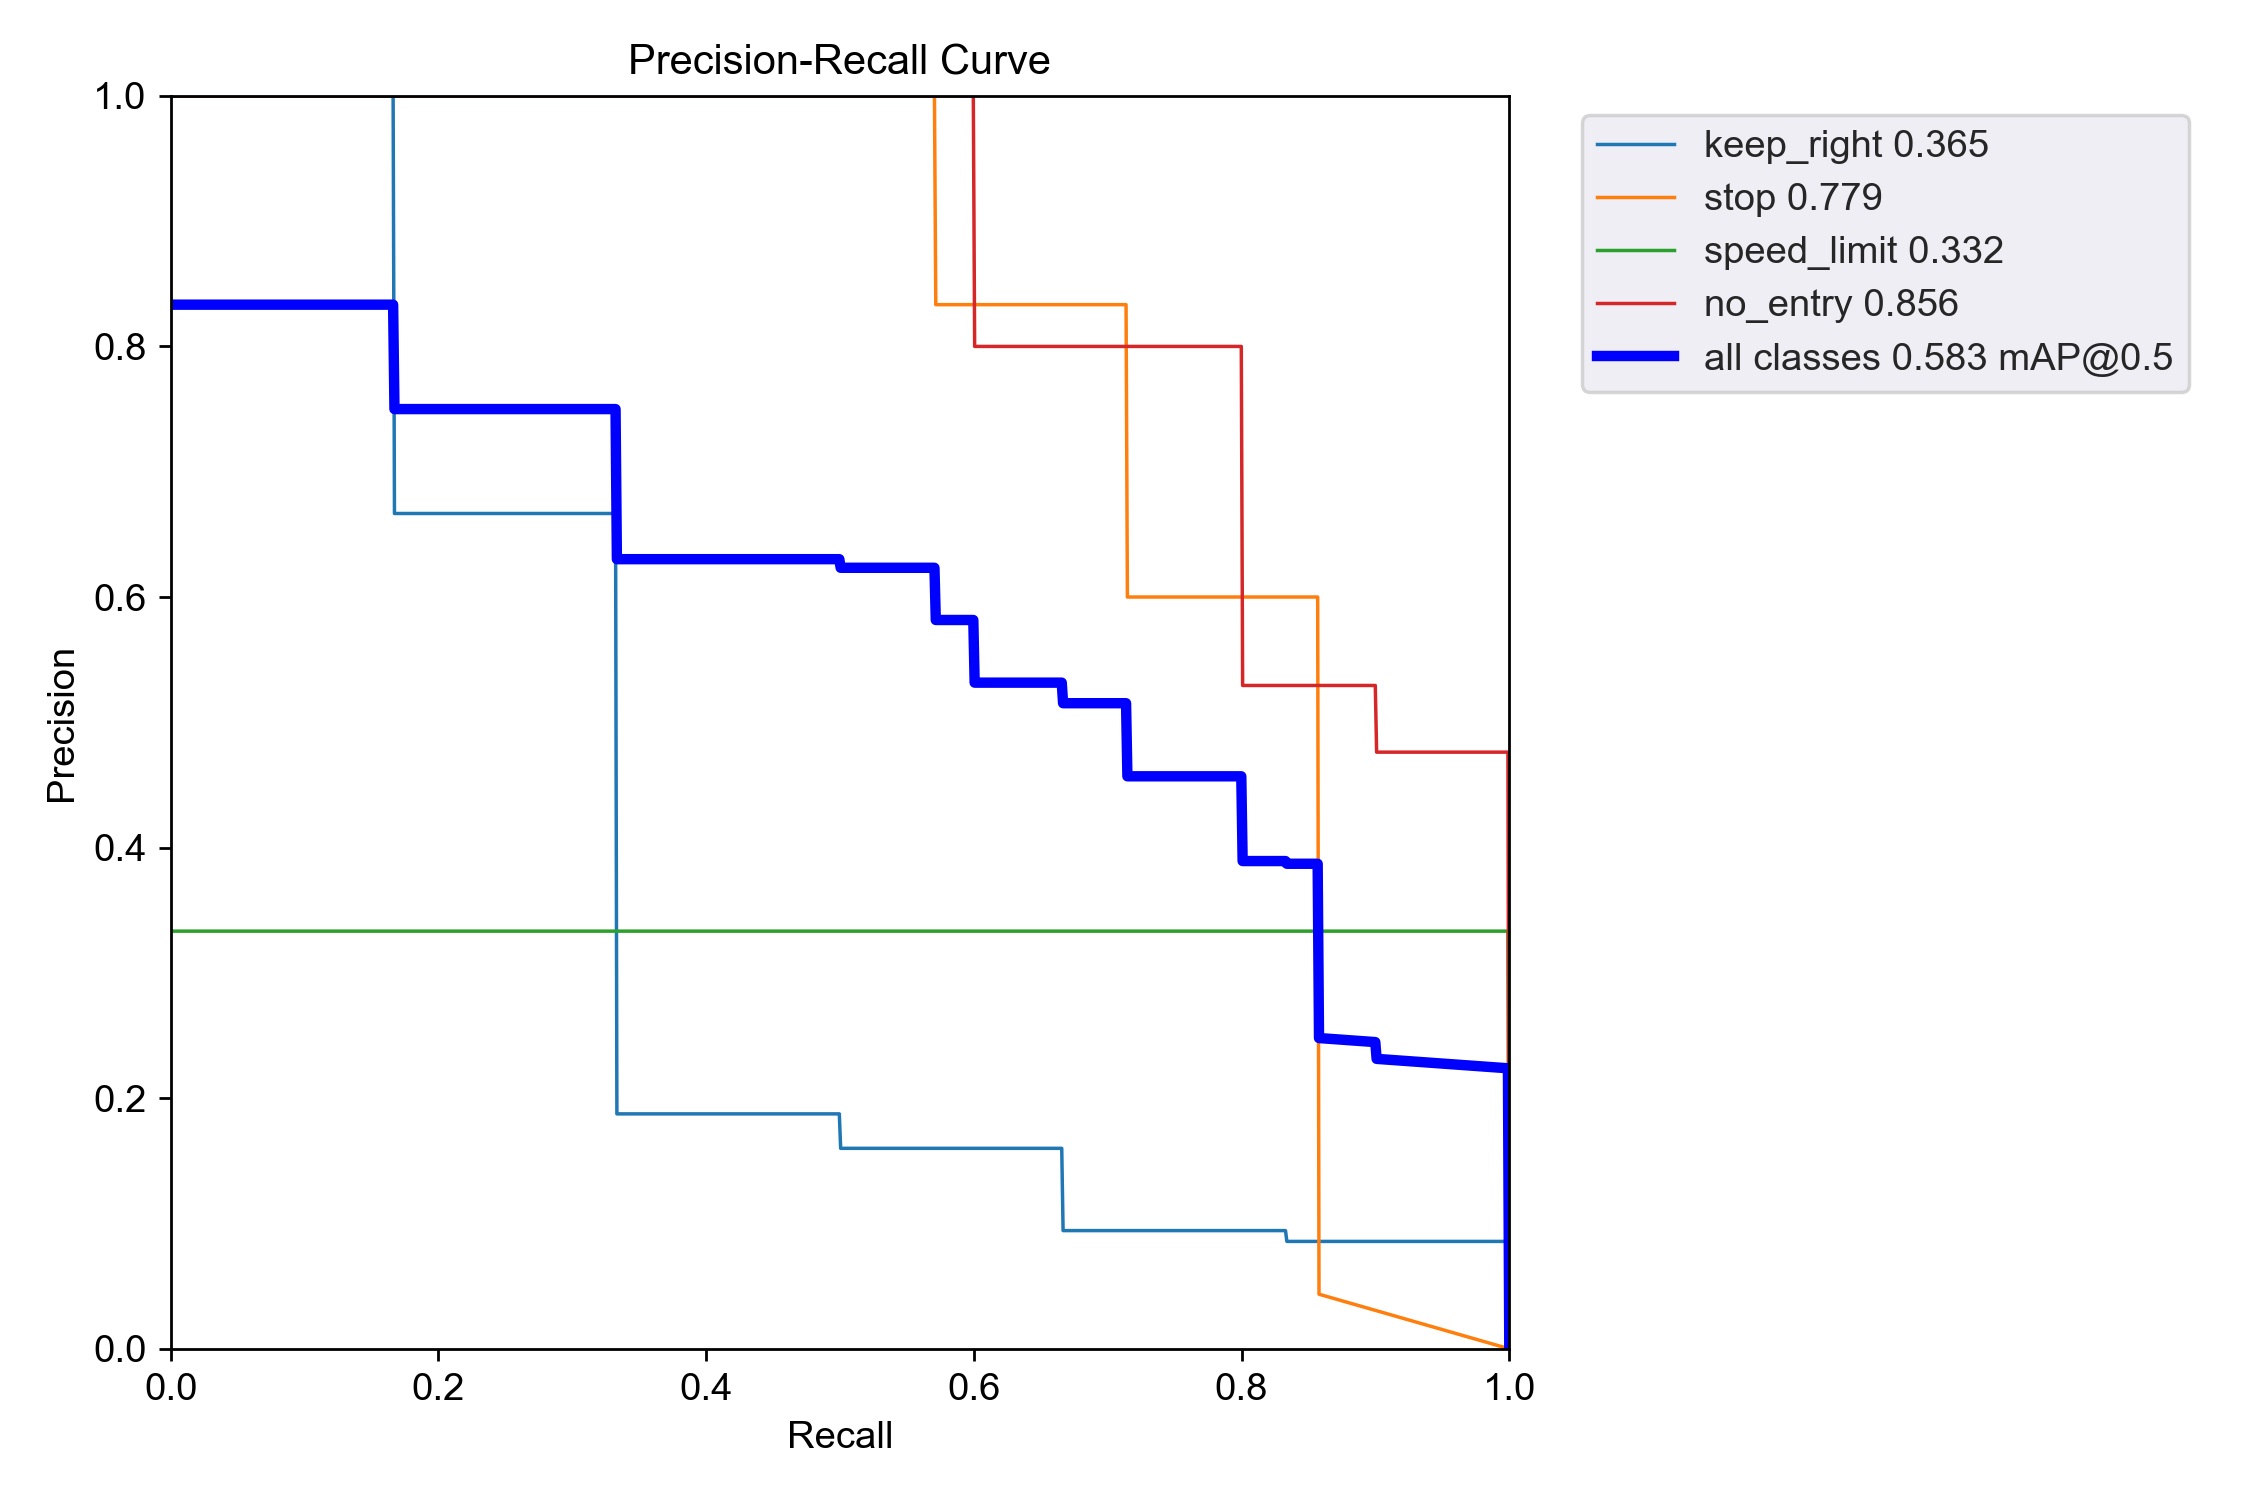 Precision-Recall Curve
1.0
0.8
0.6
0.4
0.2
0.0
Precision
0.0 0.2 0.4 0.6 0.8 1.0
Recall
keep_right 0.365
stop 0.779
speed_limit 0.332
no_entry 0.856
all classes 0.583 mAP@0.5